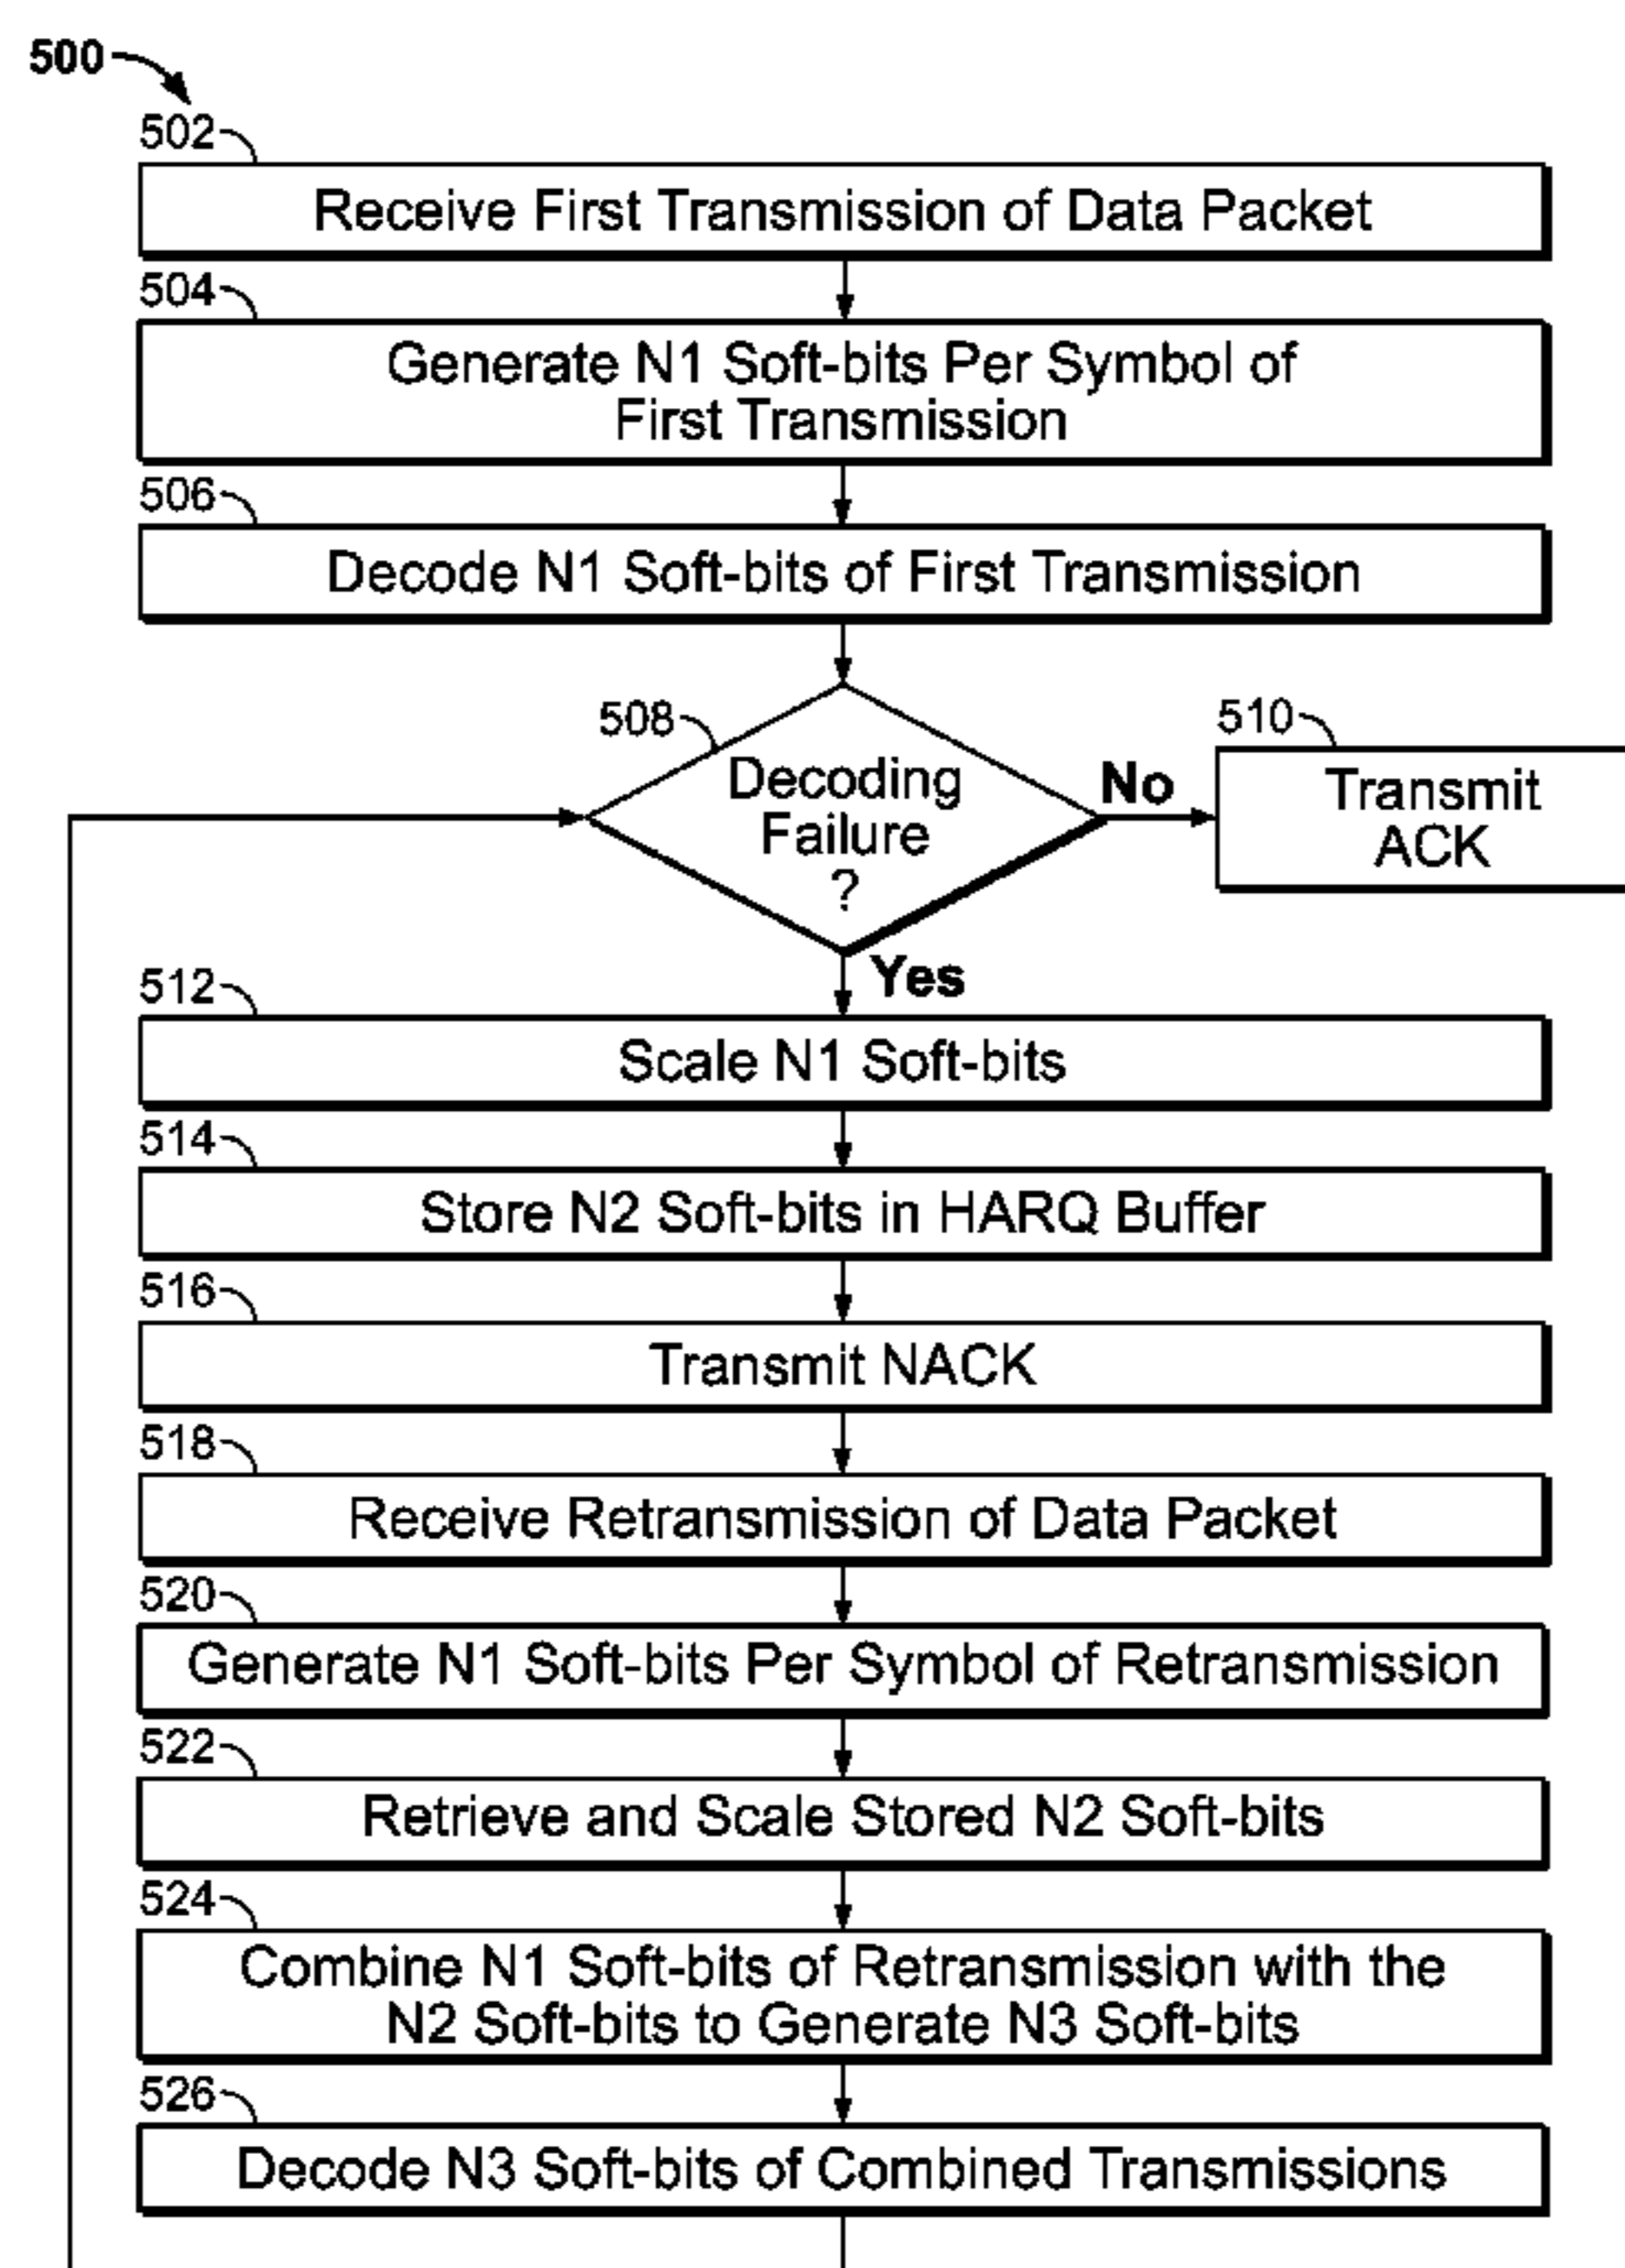 500
502
Receive First Transmission of Data Packet
504
Generate N1 Soft-bits Per Symbol of
First Transmission
506
Decode N1 Soft-bits of First Transmission
508
Decoding
Failure
?
No
510
Transmit
ACK
Yes
512
Scale N1 Soft-bits
514
Store N2 Soft-bits in HARQ Buffer
516
Transmit NACK
518
Receive Retransmission of Data Packet
520
Generate N1 Soft-bits Per Symbol of Retransmission
522
Retrieve and Scale Stored N2 Soft-bits
524
Combine N1 Soft-bits of Retransmission with the
N2 Soft-bits to Generate N3 Soft-bits
526
Decode N3 Soft-bits of Combined Transmissions